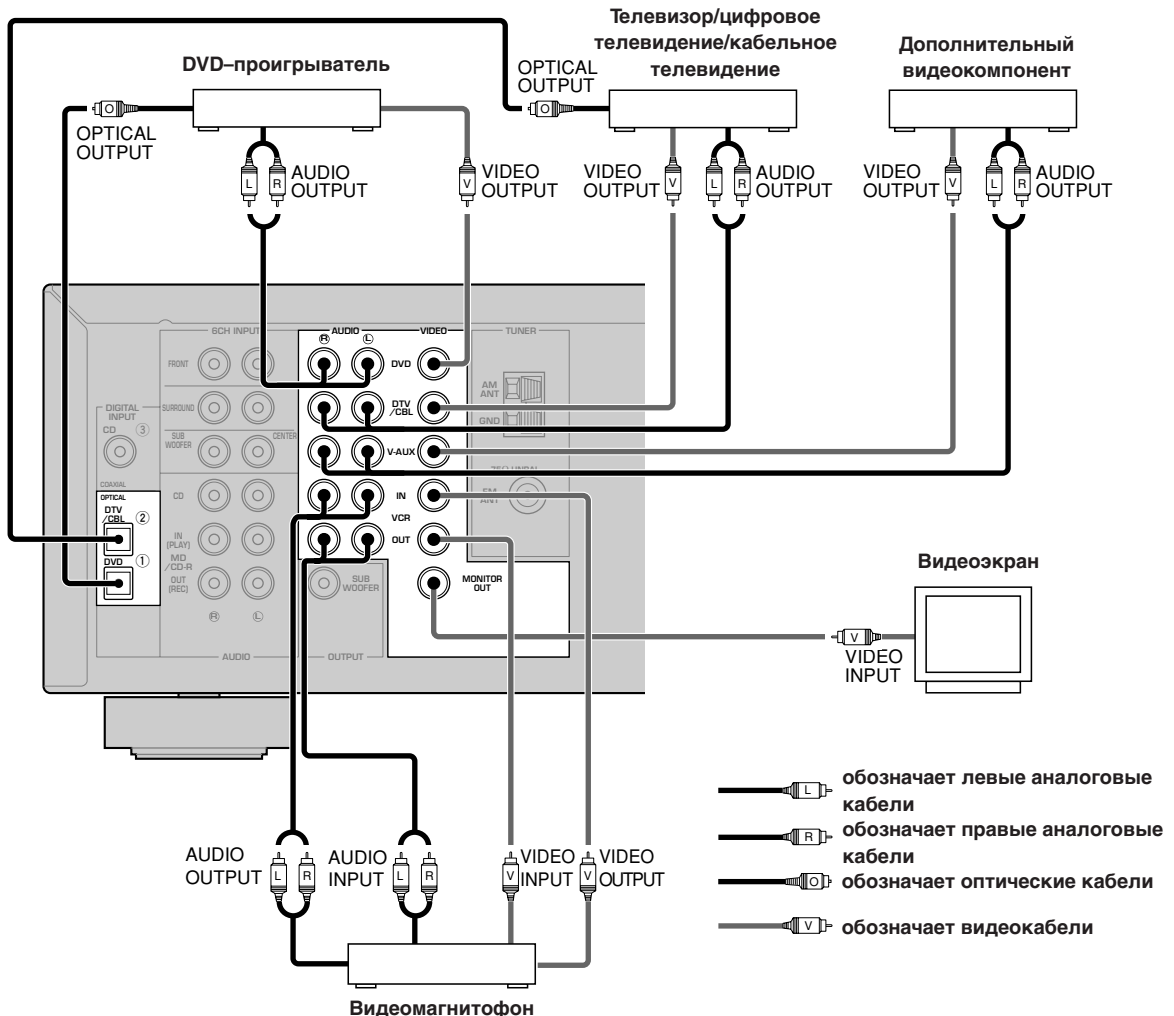 Телевизор/цифровое
телевидение/кабельное
телевидение
Дополнительный
видеокомпонент
DVD–проигрыватель
OPTICAL
OUTPUT
O
OPTICAL
OUTPUT
O
L
R
AUDIO
OUTPUT
V
VIDEO
OUTPUT
VIDEO
OUTPUT
V
L
R
AUDIO
OUTPUT
VIDEO
OUTPUT
V
L
R
AUDIO
OUTPUT
6CH INPUT
AUDIO
R
L
VIDEO
TUNER
FRONT
DVD
AM
ANT
GND
DIGITAL
INPUT
CD ③
SURROUND
DTV
/CBL
SUB
WOOFER
CENTER
V-AUX
75Ω UNBAL.
FM
ANT
COAXIAL
OPTICAL
DTV
/CBL ②
DVD ①
CD
IN
VCR
OUT
IN
(PLAY)
MD
/CD-R
OUT
(REC)
SUB
WOOFER
MONITOR
OUT
R
L
AUDIO
OUTPUT
Видеоэкран
V
VIDEO
INPUT
L
обозначает левые аналоговые
кабели
R
обозначает правые аналоговые
кабели
O
обозначает оптические кабели
V
обозначает видеокабели
AUDIO
OUTPUT
L
R
AUDIO
INPUT
L
R
VIDEO
INPUT
V
VIDEO
OUTPUT
V
Видеомагнитофон